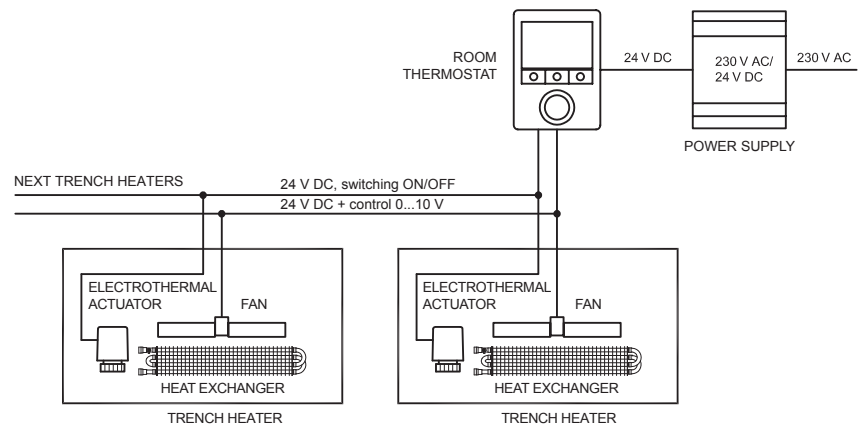 ROOM
THERMOSTAT
24 V DC
230 V AC/
24 V DC
230 V AC
POWER SUPPLY
NEXT TRENCH HEATERS
24 V DC, switching ON/OFF
24 V DC + control 0...10 V
ELECTROTHERMAL
ACTUATOR
FAN
HEAT EXCHANGER
TRENCH HEATER
ELECTROTHERMAL
ACTUATOR
FAN
HEAT EXCHANGER
TRENCH HEATER